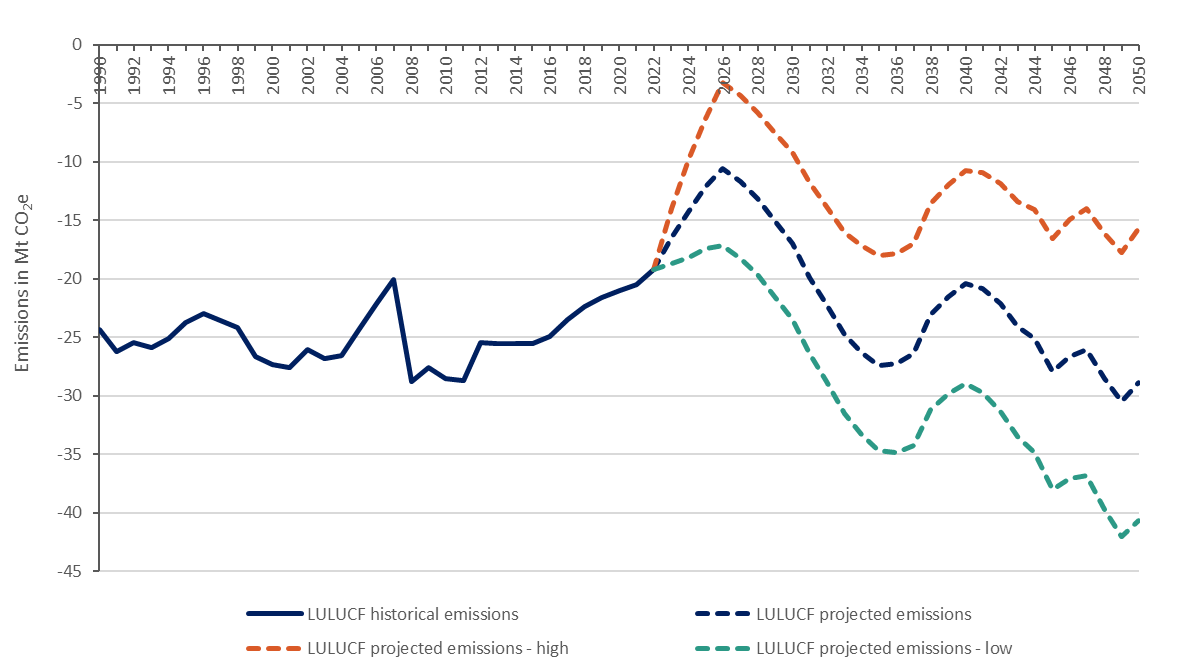 0
-5
-10
-15
-20
-25
-30
-35
-40
-45
Emissions in Mt CO₂e
1990 1992 1994 1996 1998 2000 2002 2004 2006 2008 2010 2012 2014 2016 2018 2020 2022 2024 2026 2028 2030 2032 2034 2036 2038 2040 2042 2044 2046 2048 2050
LULUCF historical emissions LULUCF projected emissions
LULUCF projected emissions - high LULUCF projected emissions - low